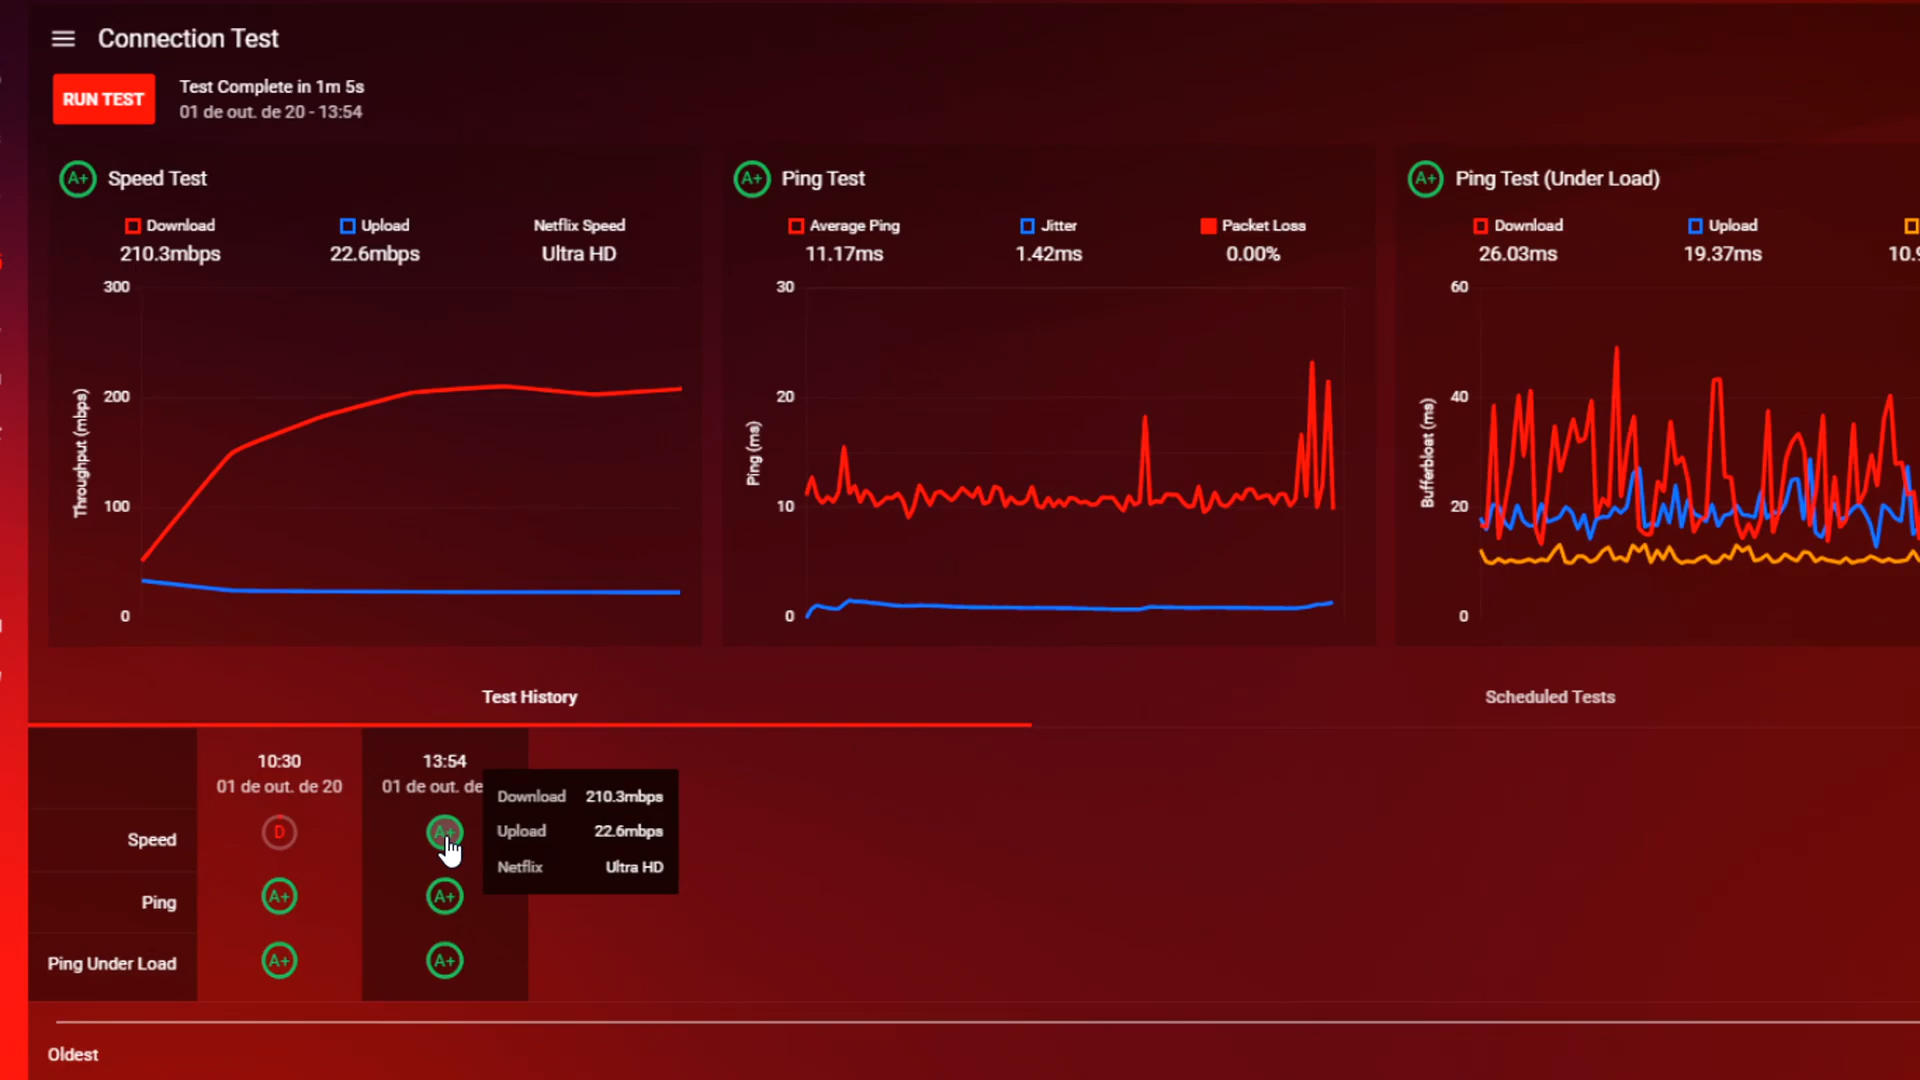 Connection Test
RUN TEST
Test Complete in 1m 5s
01 de out. de 20 - 13:54
A+ Speed Test
Download
210.3mbps
Upload
22.6mbps
Netflix Speed
Ultra HD
Throughput (mbps)
300
200
100
0
A+ Ping Test
Average Ping
11.17ms
Jitter
1.42ms
Packet Loss
0.00%
Ping (ms)
30
20
10
0
A+ Ping Test (Under Load)
Download
26.03ms
Upload
19.37ms
10.9
Bufferbloat (ms)
60
40
20
0
Test History
Scheduled Tests
10:30
01 de out. de 20
13:54
01 de out. de
Speed
D
A+
Ping
A+
A+
Ping Under Load
A+
A+
Download 210.3mbps
Upload 22.6mbps
Netflix Ultra HD
Oldest